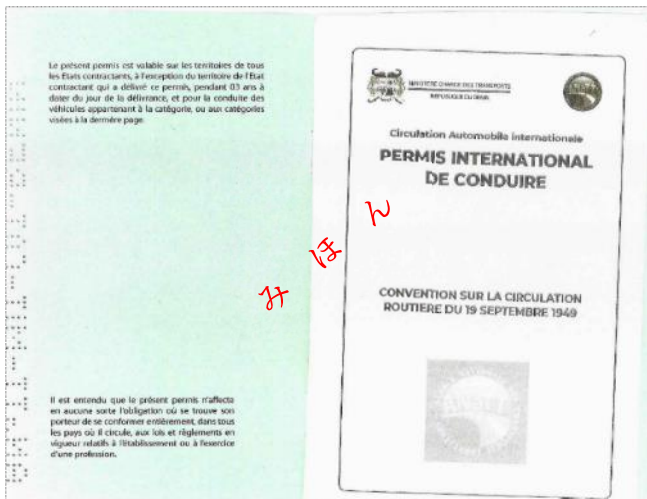 Le présent permis est valable sur les territoires de tous
les États contractants, à l'exception du territoire de l'État
contractant qui a délivré ce permis, pendant 03 ans à
dater du jour de la délivrance, et pour la conduite des
véhicules appartenant à la catégorie, ou aux catégories
visées à la dernière page
Il est entendu que le présent permis n'affecte
en aucune sorte l'obligation où se trouve son
porteur de se conformer entièrement, dans tous
les pays où il circule, aux lois et règlements en
vigueur relatifs à l'établissement ou à l'exercice
d'une profession.
みほん
MINISTERE CHARGE DES TRANSPORTS
REPUBLIQUE DU BENIN
Circulation Automobile internationale
PERMIS INTERNATIONAL
DE CONDUIRE
CONVENTION SUR LA CIRCULATION
ROUTIERE DU 19 SEPTEMBRE 1949